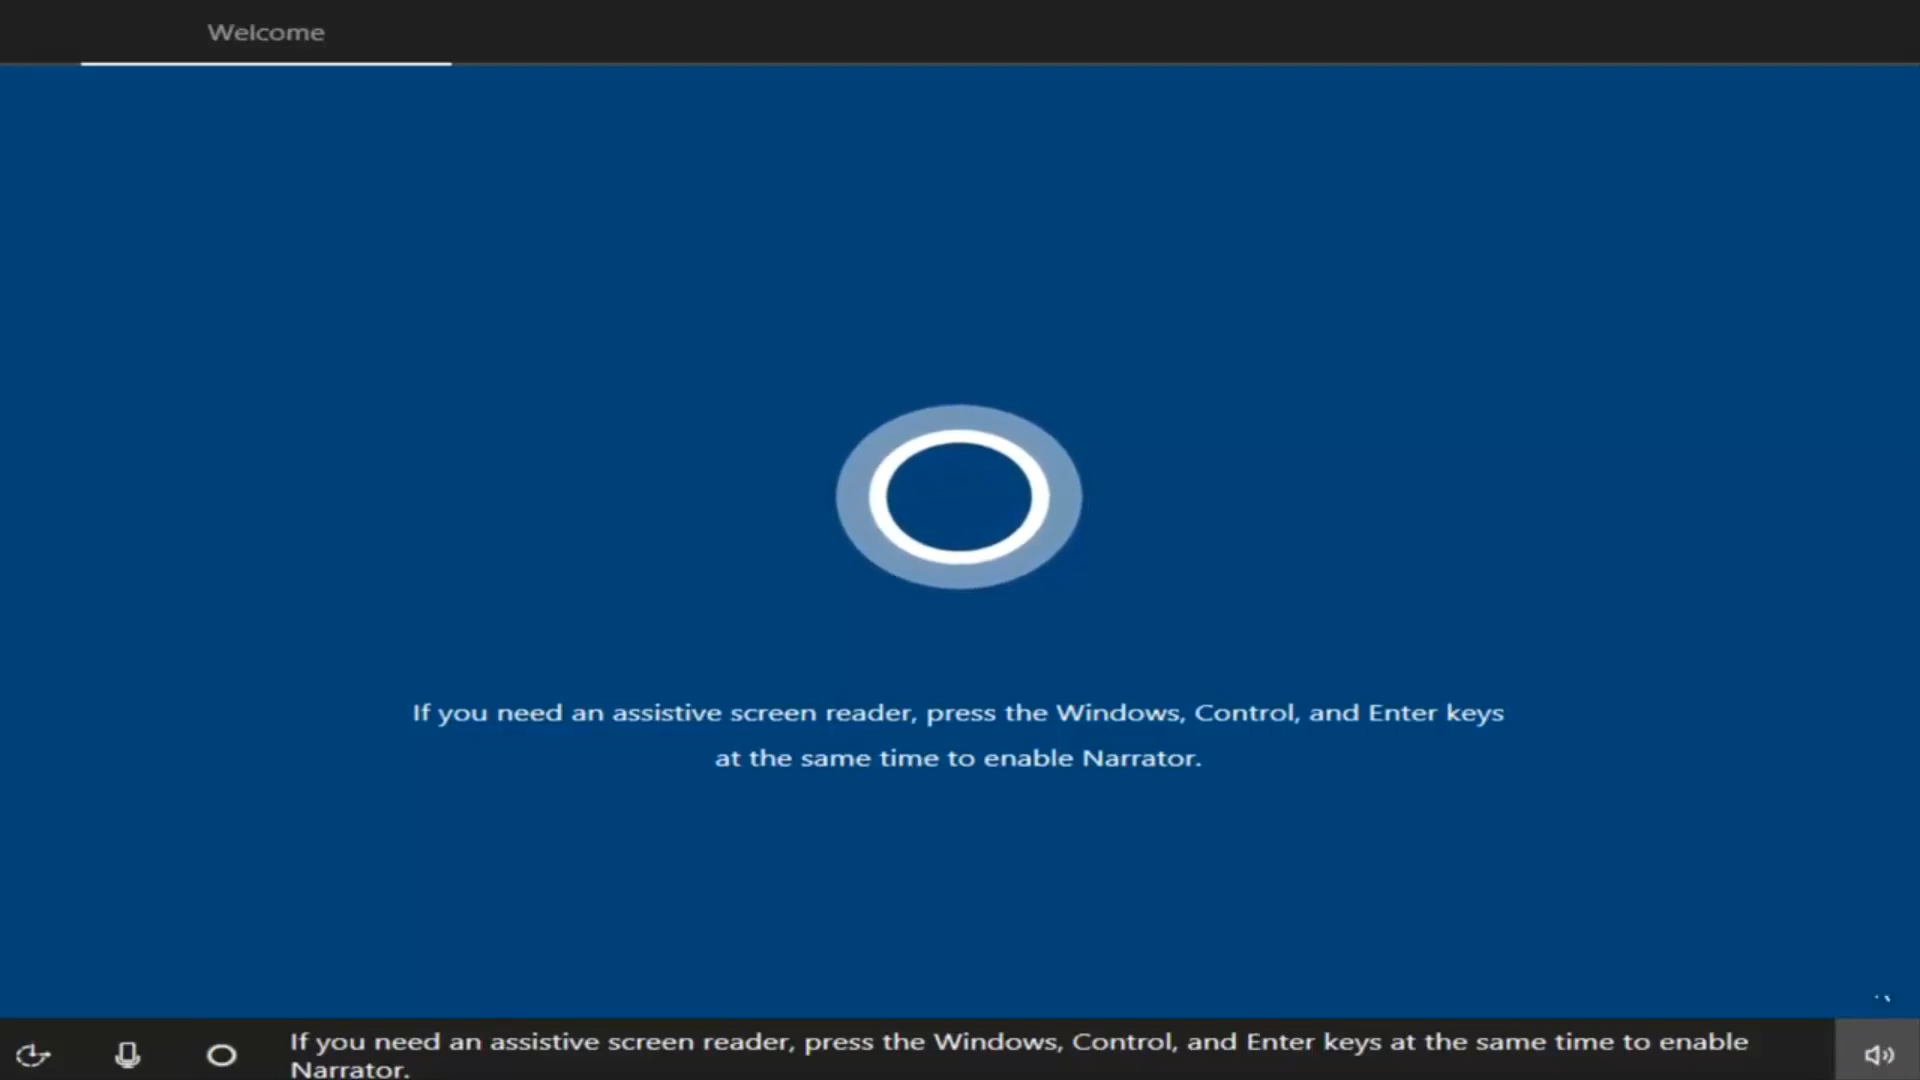 Welcome
If you need an assistive screen reader, press the Windows, Control, and Enter keys
at the same time to enable Narrator.
If you need an assistive screen reader, press the Windows, Control, and Enter keys at the same time to enable
Narrator.